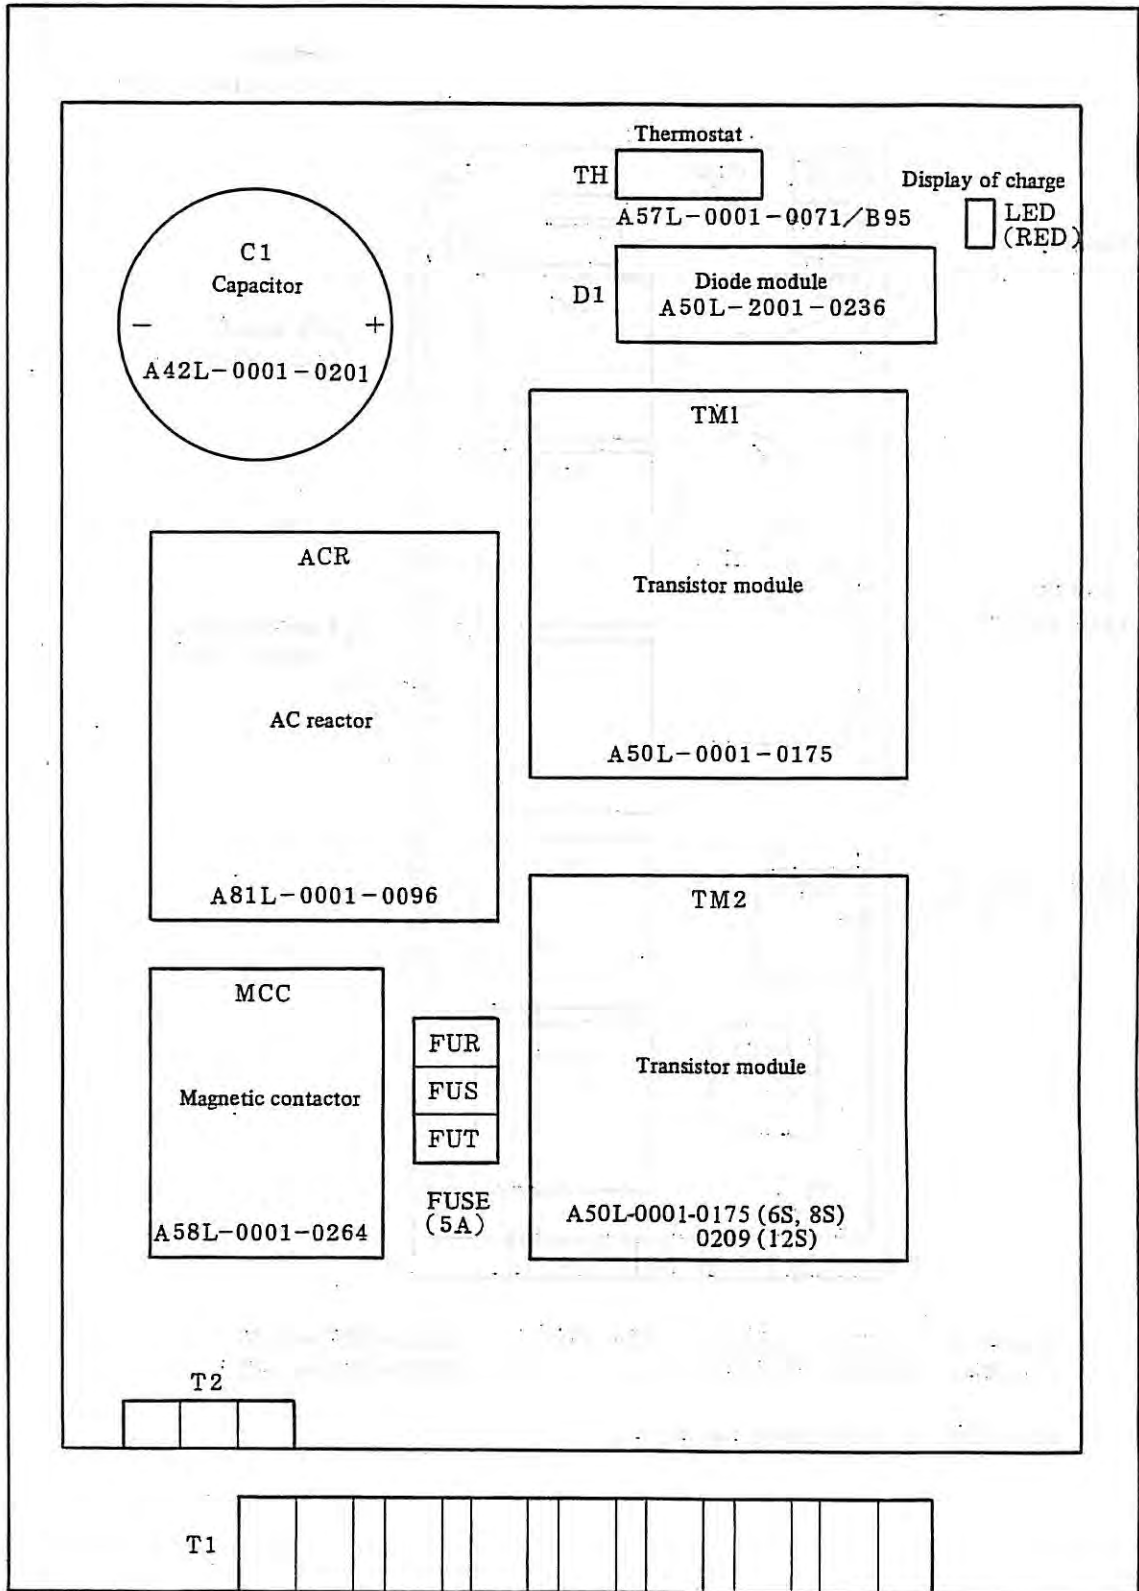 Thermostat
TH
A57L-0001-0071/B95
Display of charge
LED
(RED)
C1
Capacitor
- +
A42L-0001-0201
D1
Diode module
A50L-2001-0236
TM1
Transistor module
A50L-0001-0175
ACR
AC reactor
A81L-0001-0096
TM2
Transistor module
A50L-0001-0175 (6S, 8S)
0209 (12S)
MCC
Magnetic contactor
A58L-0001-0264
FUR
FUS
FUT
FUSE
(5A)
T2
T1